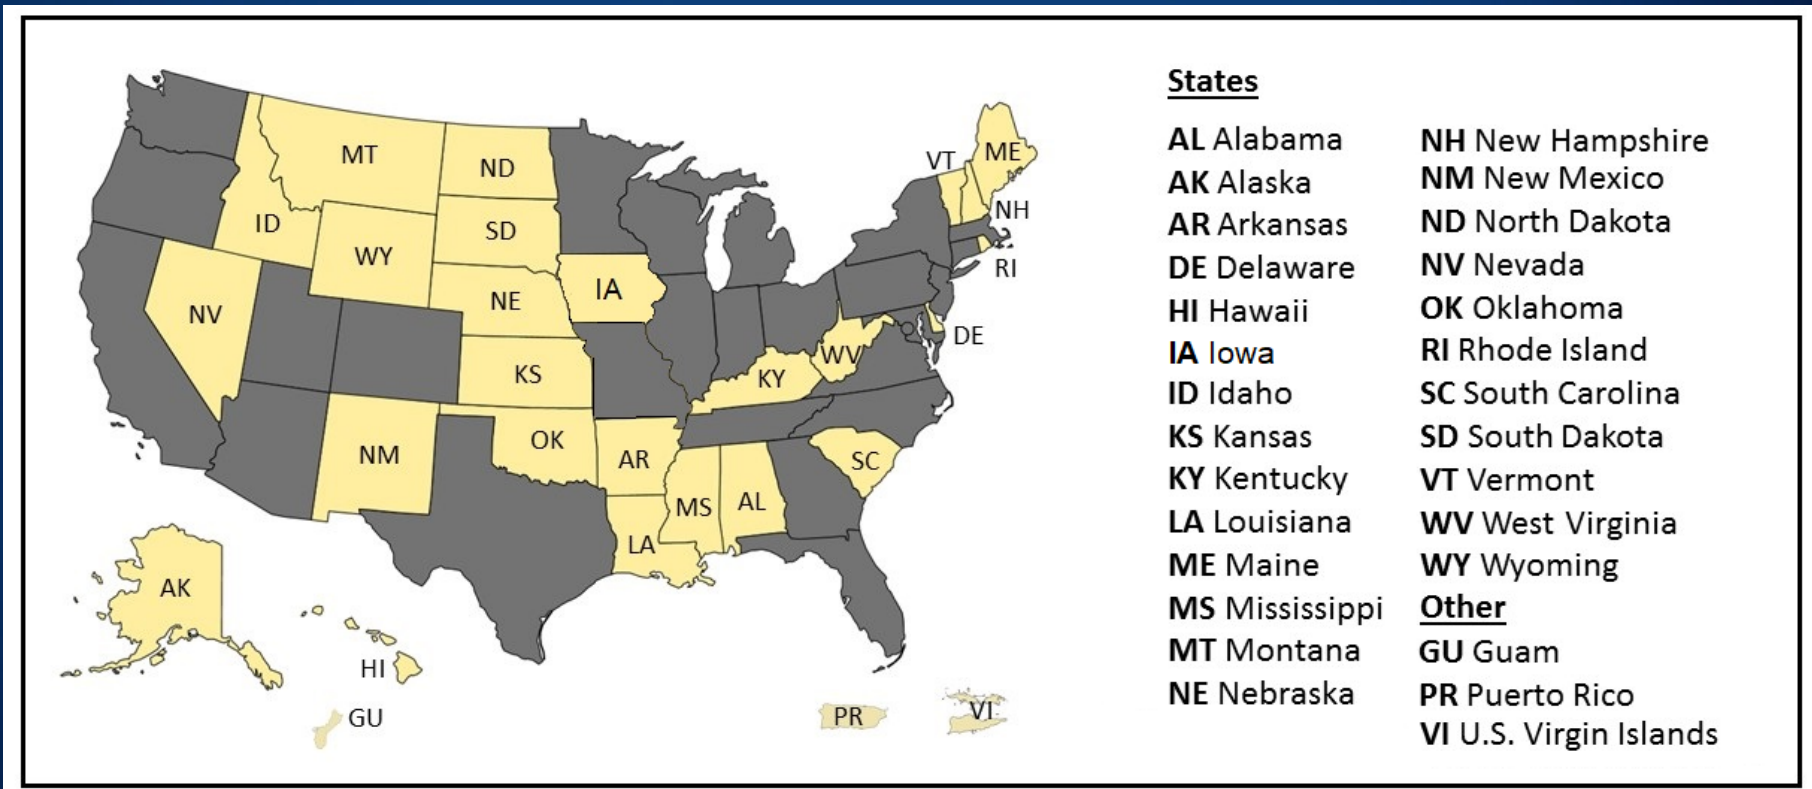 MT
ND
ID
WY
SD
NE
IA
NV
KS
NM
OK
AR
KY
WV
MS
AL
LA
SC
VT
ME
NH
RI
DE
AK
HI
GU
PR
VI
States
AL Alabama
AK Alaska
AR Arkansas
DE Delaware
HI Hawaii
IA Iowa
ID Idaho
KS Kansas
KY Kentucky
LA Louisiana
ME Maine
MS Mississippi
MT Montana
NE Nebraska
NH New Hampshire
NM New Mexico
ND North Dakota
NV Nevada
OK Oklahoma
RI Rhode Island
SC South Carolina
SD South Dakota
VT Vermont
WV West Virginia
WY Wyoming
Other
GU Guam
PR Puerto Rico
VI U.S. Virgin Islands